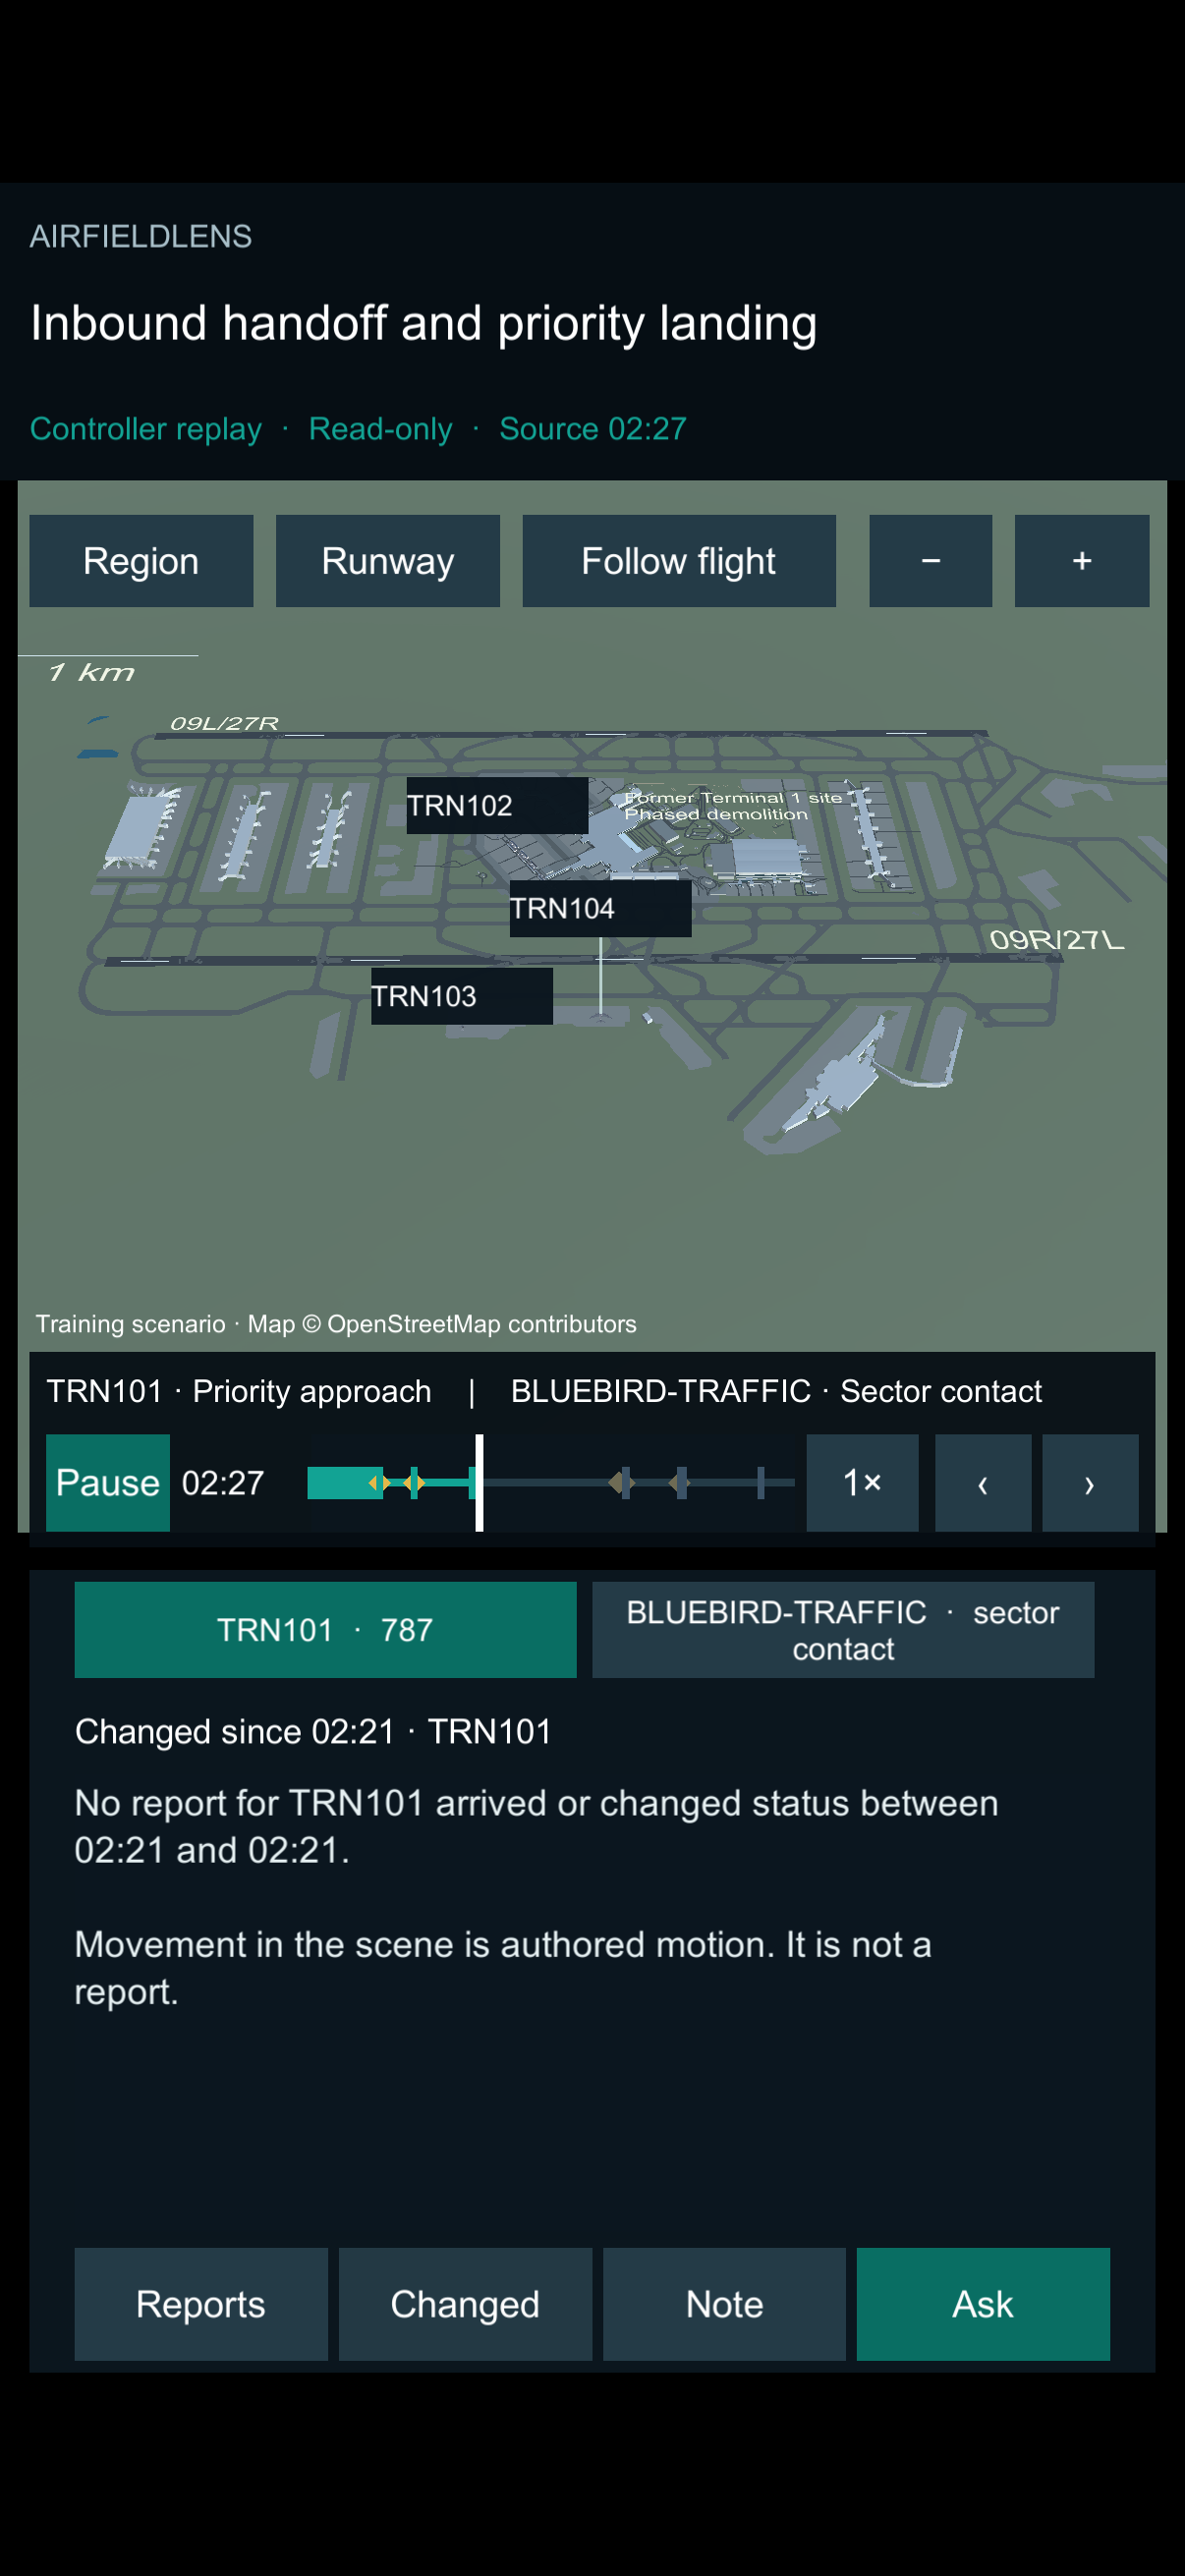 AIRFIELDLENS
Inbound handoff and priority landing
Controller replay · Read-only · Source 02:27
Region
Runway
Follow flight
−
+
1 km
09L/27R
TRN102
Former Terminal 1 site
Phased demolition
TRN104
09R/27L
TRN103
Training scenario · Map © OpenStreetMap contributors
TRN101 · Priority approach | BLUEBIRD-TRAFFIC · Sector contact
Pause
02:27
1×
‹
›
TRN101 · 787
BLUEBIRD-TRAFFIC · sector
contact
Changed since 02:21 · TRN101
No report for TRN101 arrived or changed status between
02:21 and 02:21.
Movement in the scene is authored motion. It is not a
report.
Reports
Changed
Note
Ask